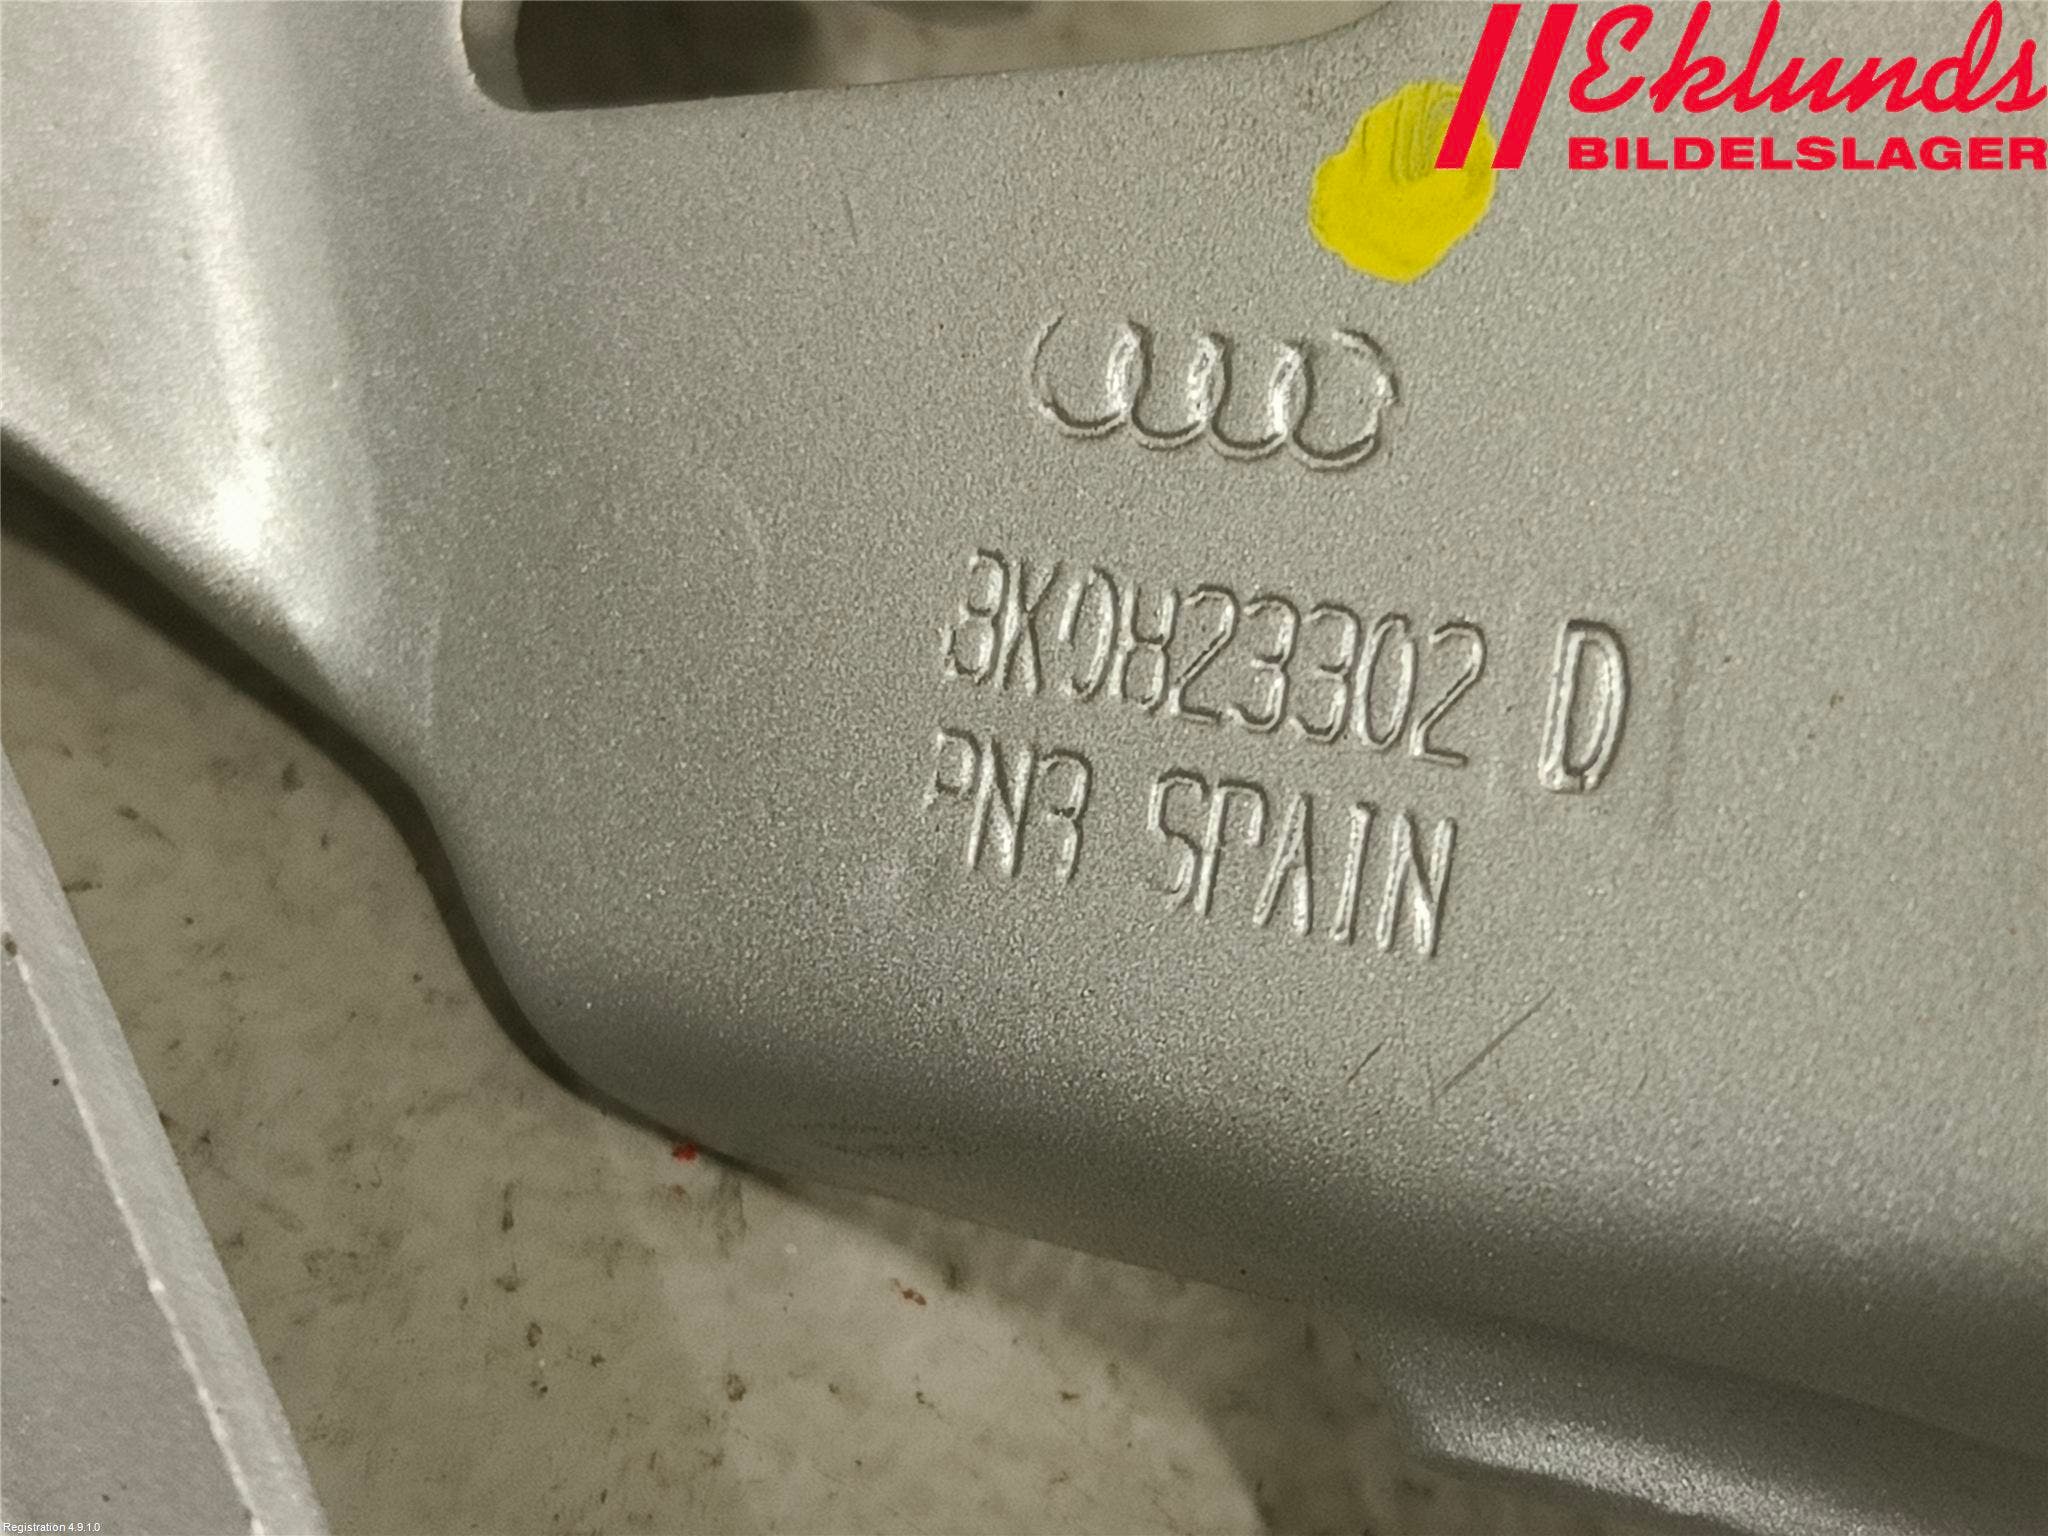 Eklunds
BILDELSLAGER
8K0823302 D
PN3 SPAIN
Registration 4.9.1.0